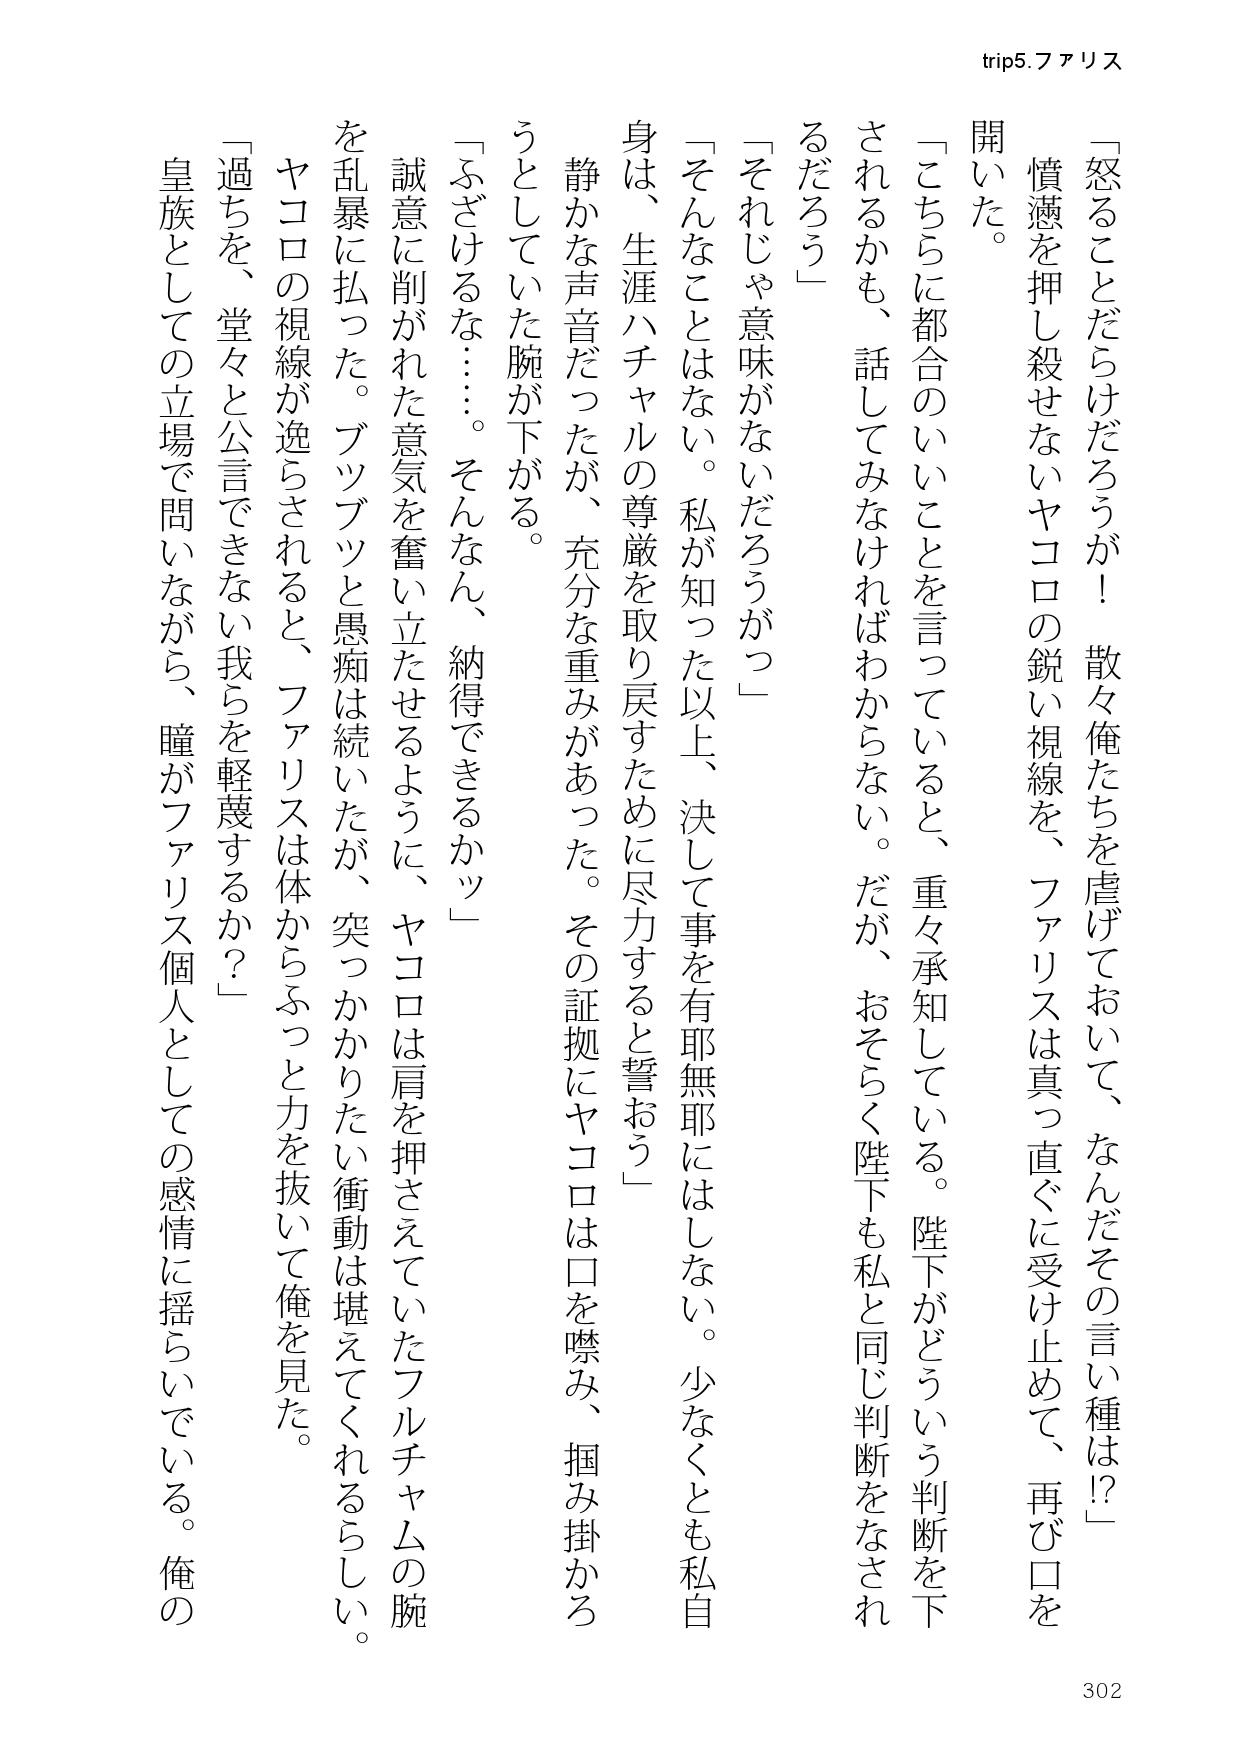 trip5.ファリス
「怒ることだらけだろうが！　散々俺たちを虐げておいて、なんだその言い種は!?」
　憤懣を押し殺せないヤコロの鋭い視線を、ファリスは真っ直ぐに受け止めて、再び口を
開いた。
「こちらに都合のいいことを言っていると、重々承知している。陛下がどういう判断を下
されるかも、話してみなければわからない。だが、おそらく陛下も私と同じ判断をなされ
るだろう」
「それじゃ意味がないだろうがっ」
「そんなことはない。私が知った以上、決して事を有耶無耶にはしない。少なくとも私自
身は、生涯ハチャルの尊厳を取り戻すために尽力すると誓おう」
　静かな声音だったが、充分な重みがあった。その証拠にヤコロは口を噤み、掴み掛かろ
うとしていた腕が下がる。
「ふざけるな……。そんなん、納得できるかッ」
　誠意に削がれた意気を奮い立たせるように、ヤコロは肩を押さえていたフルチャムの腕
を乱暴に払った。ブツブツと愚痴は続いたが、突っかかりたい衝動は堪えてくれるらしい。
　ヤコロの視線が逸らされると、ファリスは体からふっと力を抜いて俺を見た。
「過ちを、堂々と公言できない我らを軽蔑するか？」
　皇族としての立場で問いながら、瞳がファリス個人としての感情に揺らいでいる。俺の
302